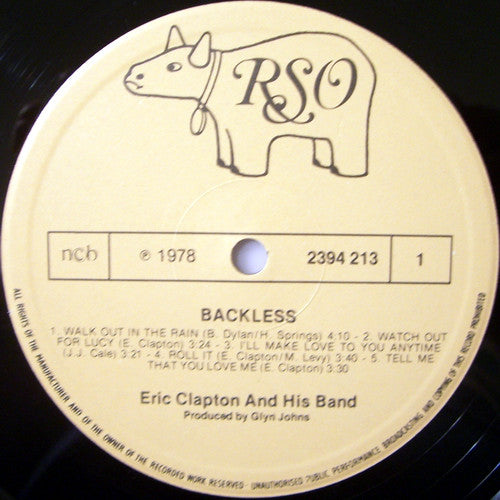 RSO
ncb
℗ 1978
2394 213
1
BACKLESS
1. WALK OUT IN THE RAIN (B. Dylan/H. Springs) 4:10 - 2. WATCH OUT
FOR LUCY (E. Clapton) 3:24 - 3. I'LL MAKE LOVE TO YOU ANYTIME
(J.J. Cale) 3:21 - 4. ROLL IT (E. Clapton/M. Levy) 3:40 - 5. TELL ME
THAT YOU LOVE ME (E. Clapton) 3:30
Eric Clapton And His Band
Produced by Glyn Johns
ALL RIGHTS OF THE MANUFACTURER AND OF THE OWNER OF THE RECORDED WORK RESERVED · UNAUTHORISED PUBLIC PERFORMANCE BROADCASTING AND COPYING OF THIS RECORD PROHIBITED